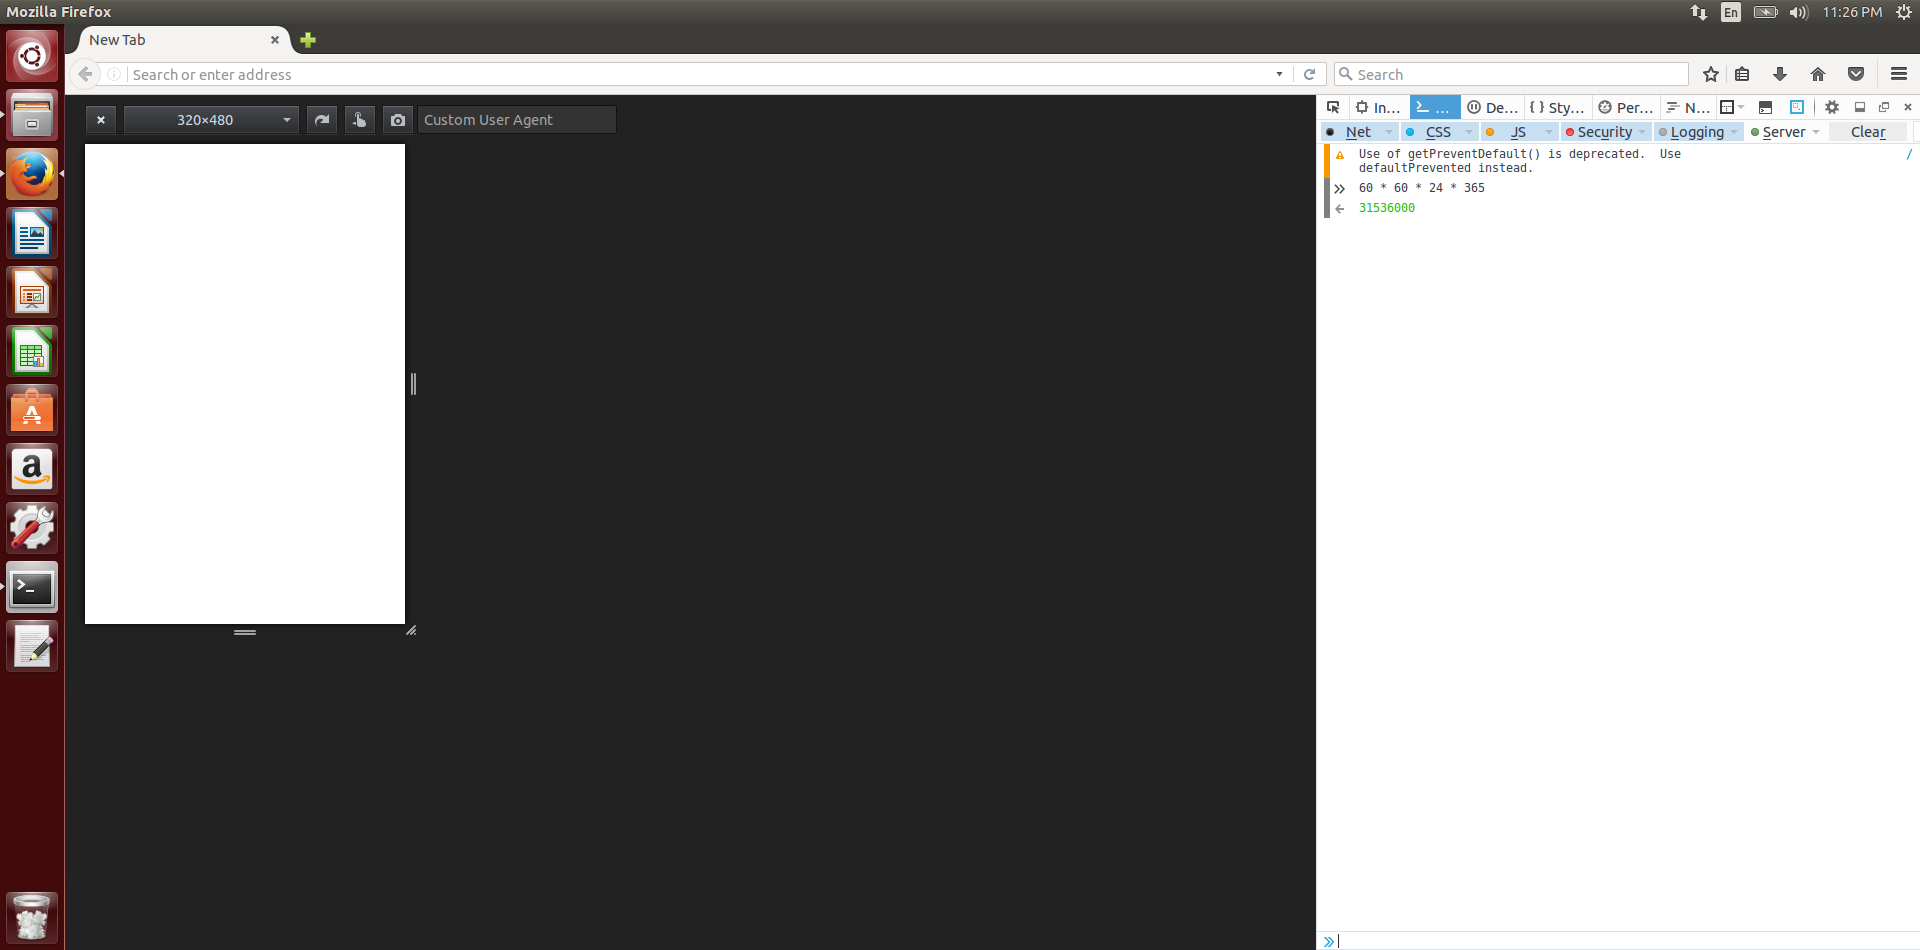 Mozilla Firefox
En
11:26 PM
New Tab
Search or enter address
Search
320×480
Custom User Agent
In...
...
De...
{ } Sty...
Per...
N...
Net
CSS
JS
Security
Logging
Server
Clear
Use of getPreventDefault() is deprecated. Use /
defaultPrevented instead.
60 * 60 * 24 * 365
31536000